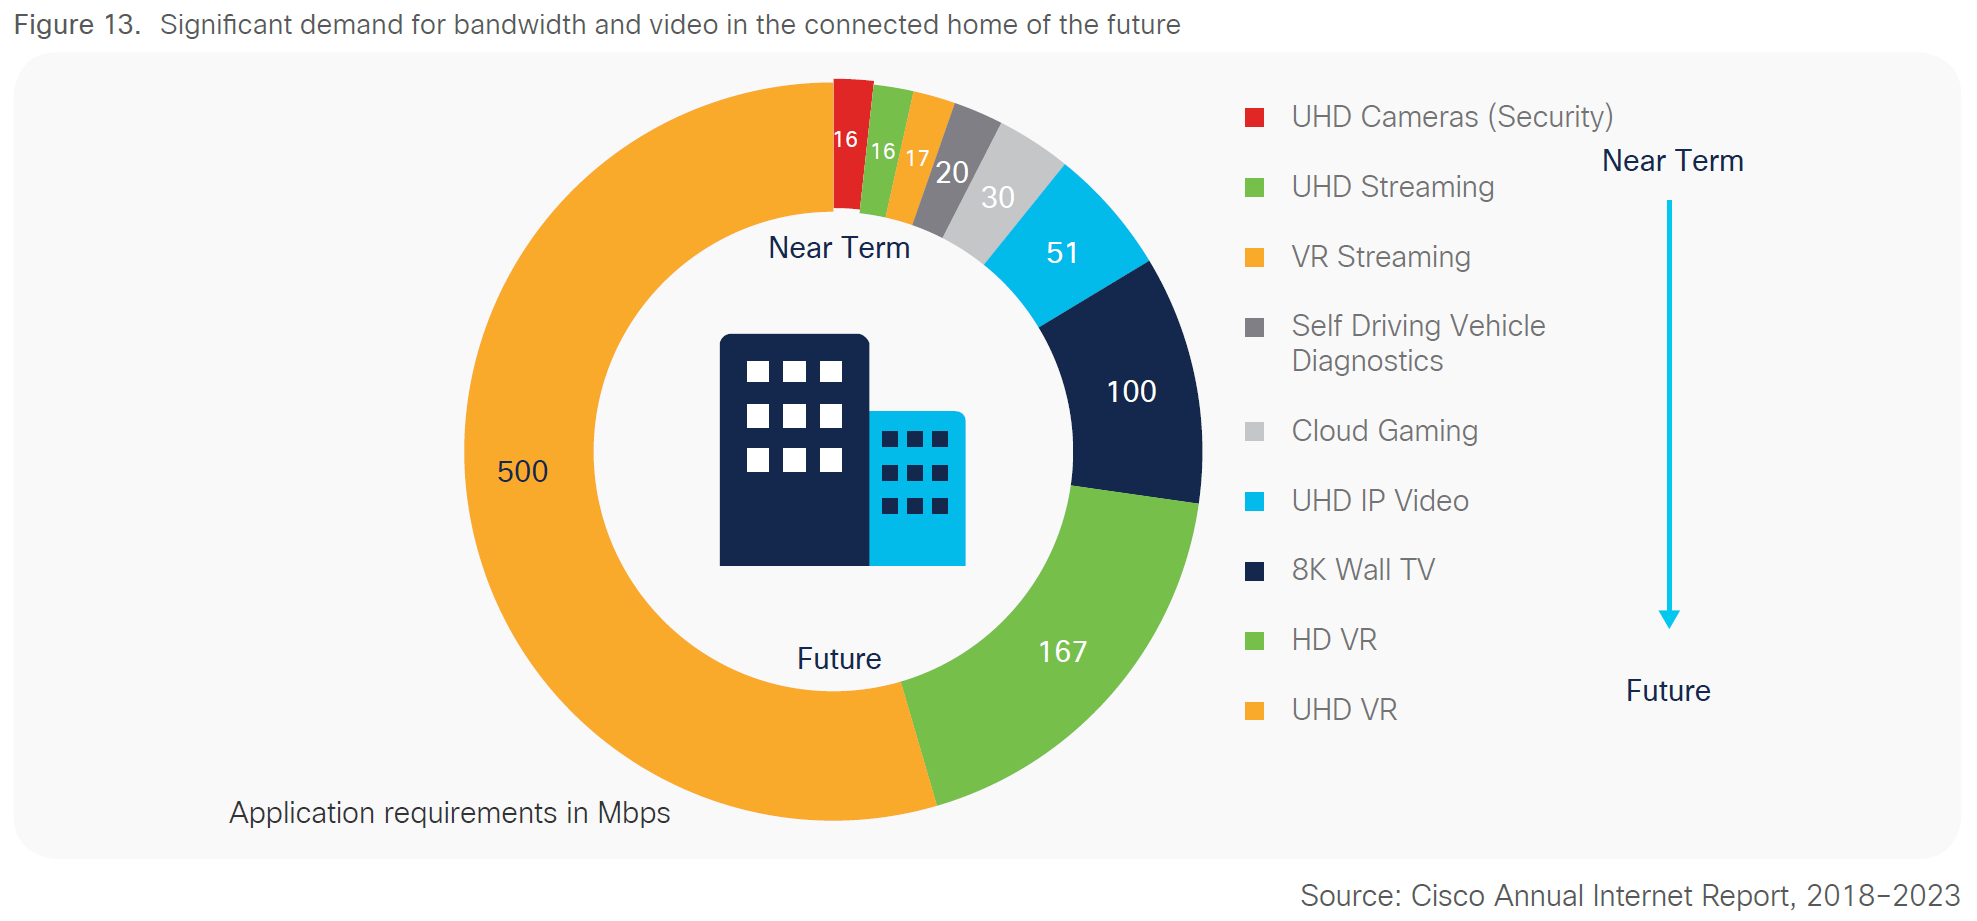 Figure 13. Significant demand for bandwidth and video in the connected home of the future
16
16
17
20
30
51
100
167
500
Near Term
Future
Application requirements in Mbps
UHD Cameras (Security)
UHD Streaming
VR Streaming
Self Driving Vehicle
Diagnostics
Cloud Gaming
UHD IP Video
8K Wall TV
HD VR
UHD VR
Near Term
Future
Source: Cisco Annual Internet Report, 2018–2023